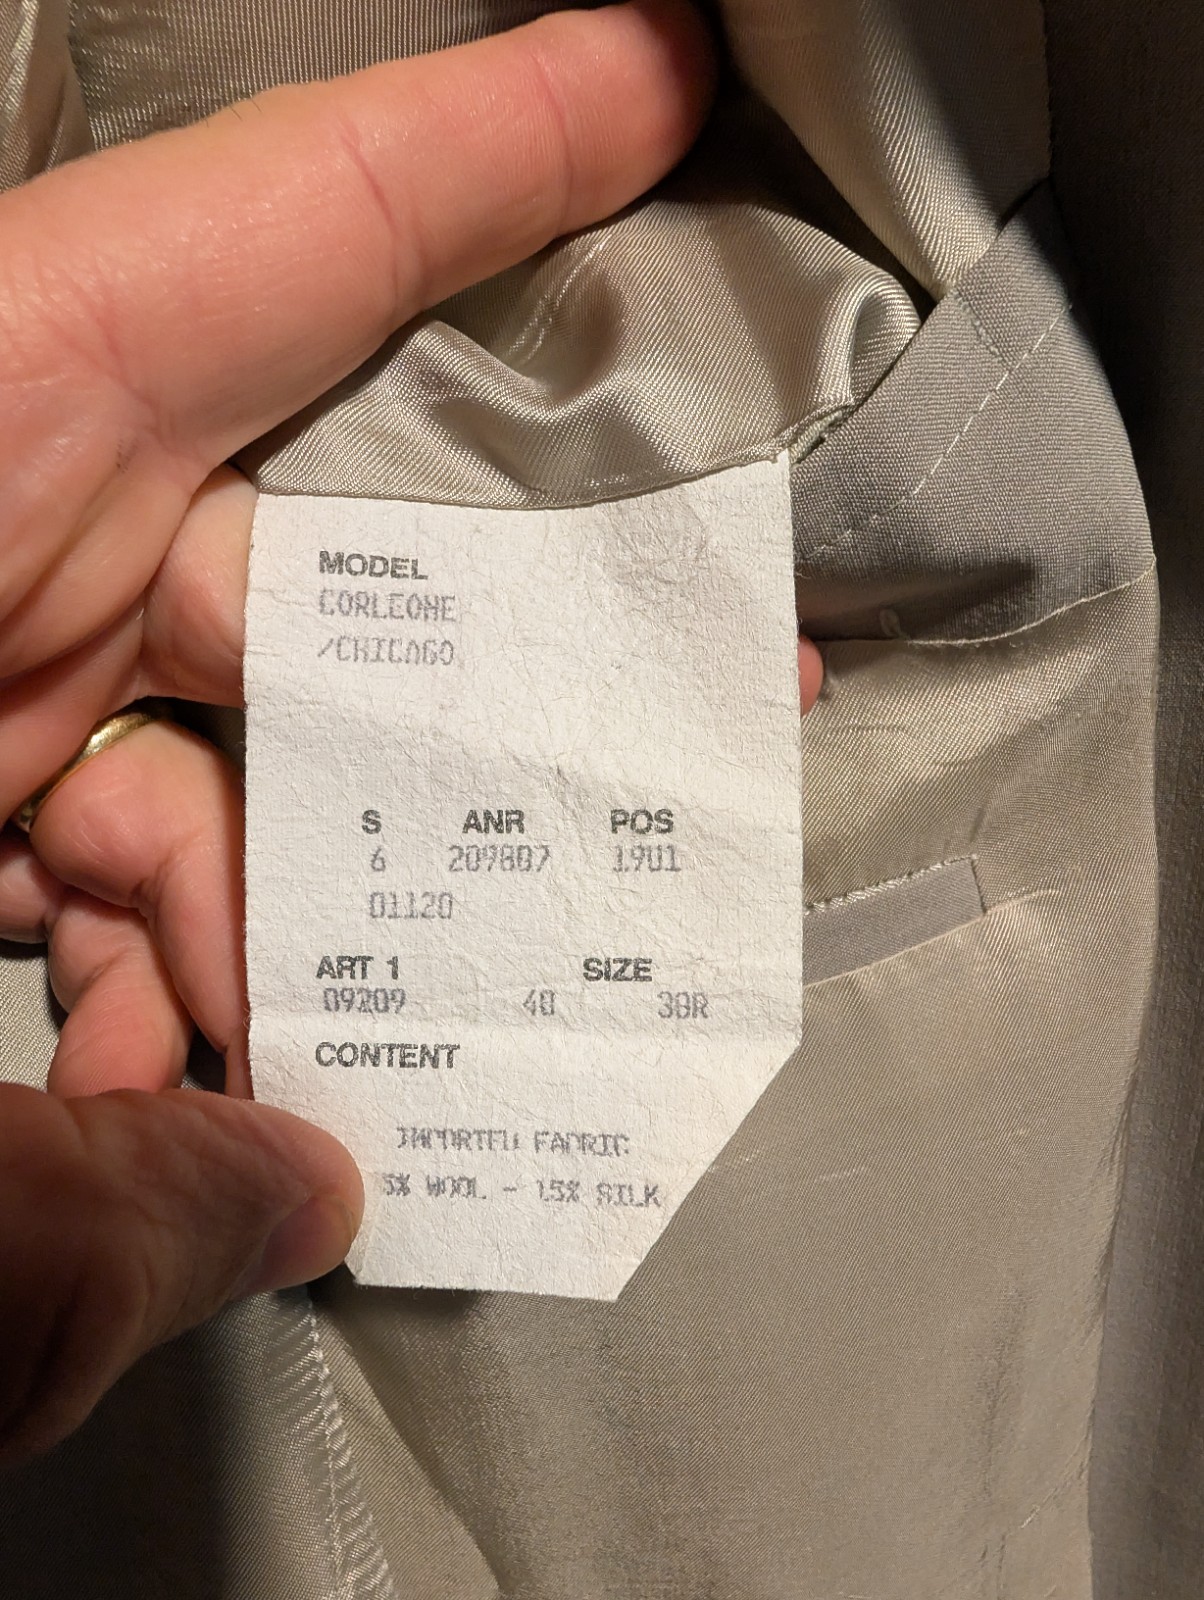 MODEL
CORLEONE
/CHICAGO
S ANR POS
6 209807 1901
01120
ART 1 SIZE
09209 48 38R
CONTENT
IMPORTED FABRIC
5% WOOL - 15% SILK